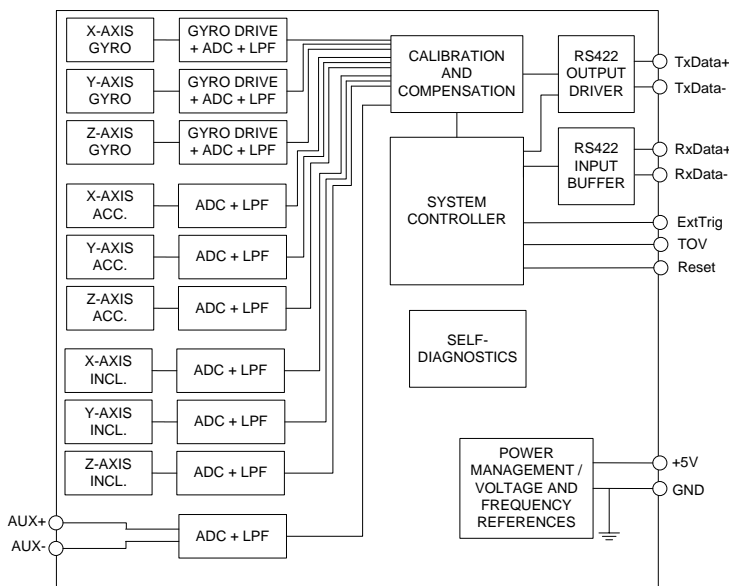 X-AXIS
GYRO
GYRO DRIVE
+ ADC + LPF
Y-AXIS
GYRO
GYRO DRIVE
+ ADC + LPF
Z-AXIS
GYRO
GYRO DRIVE
+ ADC + LPF
X-AXIS
ACC.
ADC + LPF
Y-AXIS
ACC.
ADC + LPF
Z-AXIS
ACC.
ADC + LPF
X-AXIS
INCL.
ADC + LPF
Y-AXIS
INCL.
ADC + LPF
Z-AXIS
INCL.
ADC + LPF
AUX+
AUX-
ADC + LPF
CALIBRATION
AND
COMPENSATION
SYSTEM
CONTROLLER
SELF-
DIAGNOSTICS
POWER
MANAGEMENT /
VOLTAGE AND
FREQUENCY
REFERENCES
RS422
OUTPUT
DRIVER
RS422
INPUT
BUFFER
TxData+
TxData-
RxData+
RxData-
ExtTrig
TOV
Reset
+5V
GND